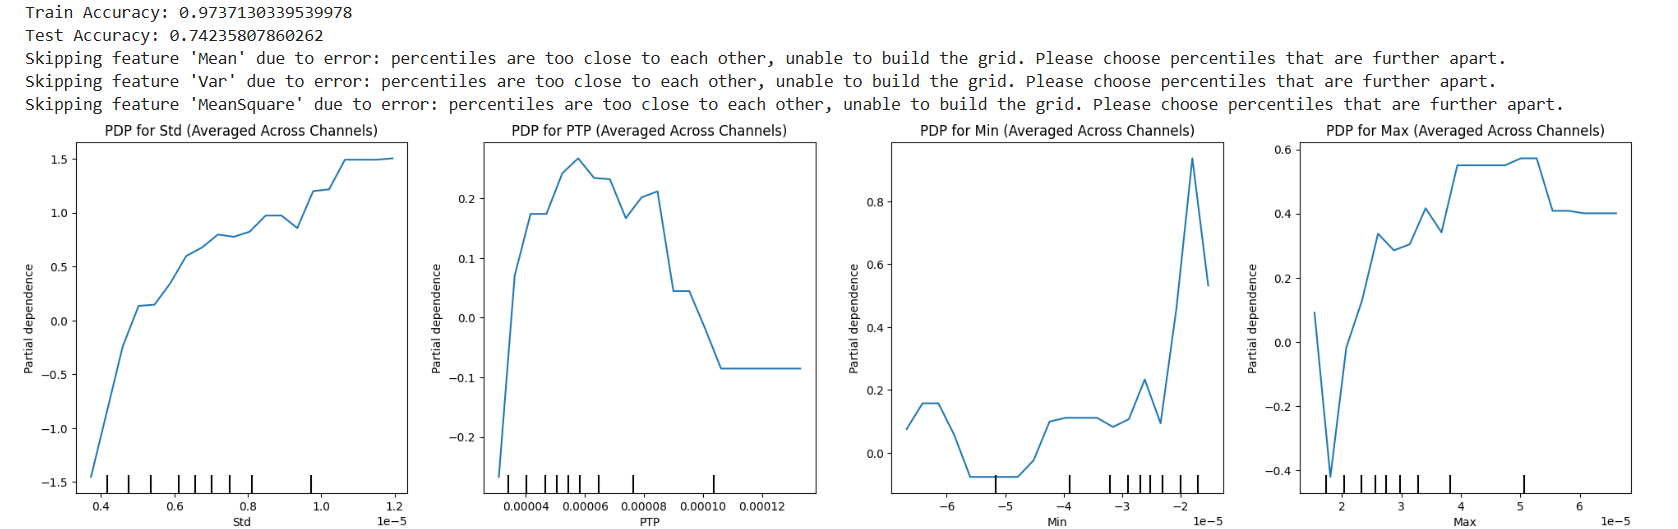 Train Accuracy: 0.9737130339539978
Test Accuracy: 0.74235807860262
Skipping feature 'Mean' due to error: percentiles are too close to each other, unable to build the grid. Please choose percentiles that are further apart.
Skipping feature 'Var' due to error: percentiles are too close to each other, unable to build the grid. Please choose percentiles that are further apart.
Skipping feature 'MeanSquare' due to error: percentiles are too close to each other, unable to build the grid. Please choose percentiles that are further apart.
PDP for Std (Averaged Across Channels)
1.5
1.0
0.5
0.0
−0.5
−1.0
−1.5
Partial dependence
0.4 0.6 0.8 1.0 1.2
Std
1e−5
PDP for PTP (Averaged Across Channels)
0.2
0.1
0.0
−0.1
−0.2
Partial dependence
0.00004 0.00006 0.00008 0.00010 0.00012
PTP
PDP for Min (Averaged Across Channels)
0.8
0.6
0.4
0.2
0.0
Partial dependence
−6 −5 −4 −3 −2
Min
1e−5
PDP for Max (Averaged Across Channels)
0.6
0.4
0.2
0.0
−0.2
−0.4
Partial dependence
2 3 4 5 6
Max
1e−5